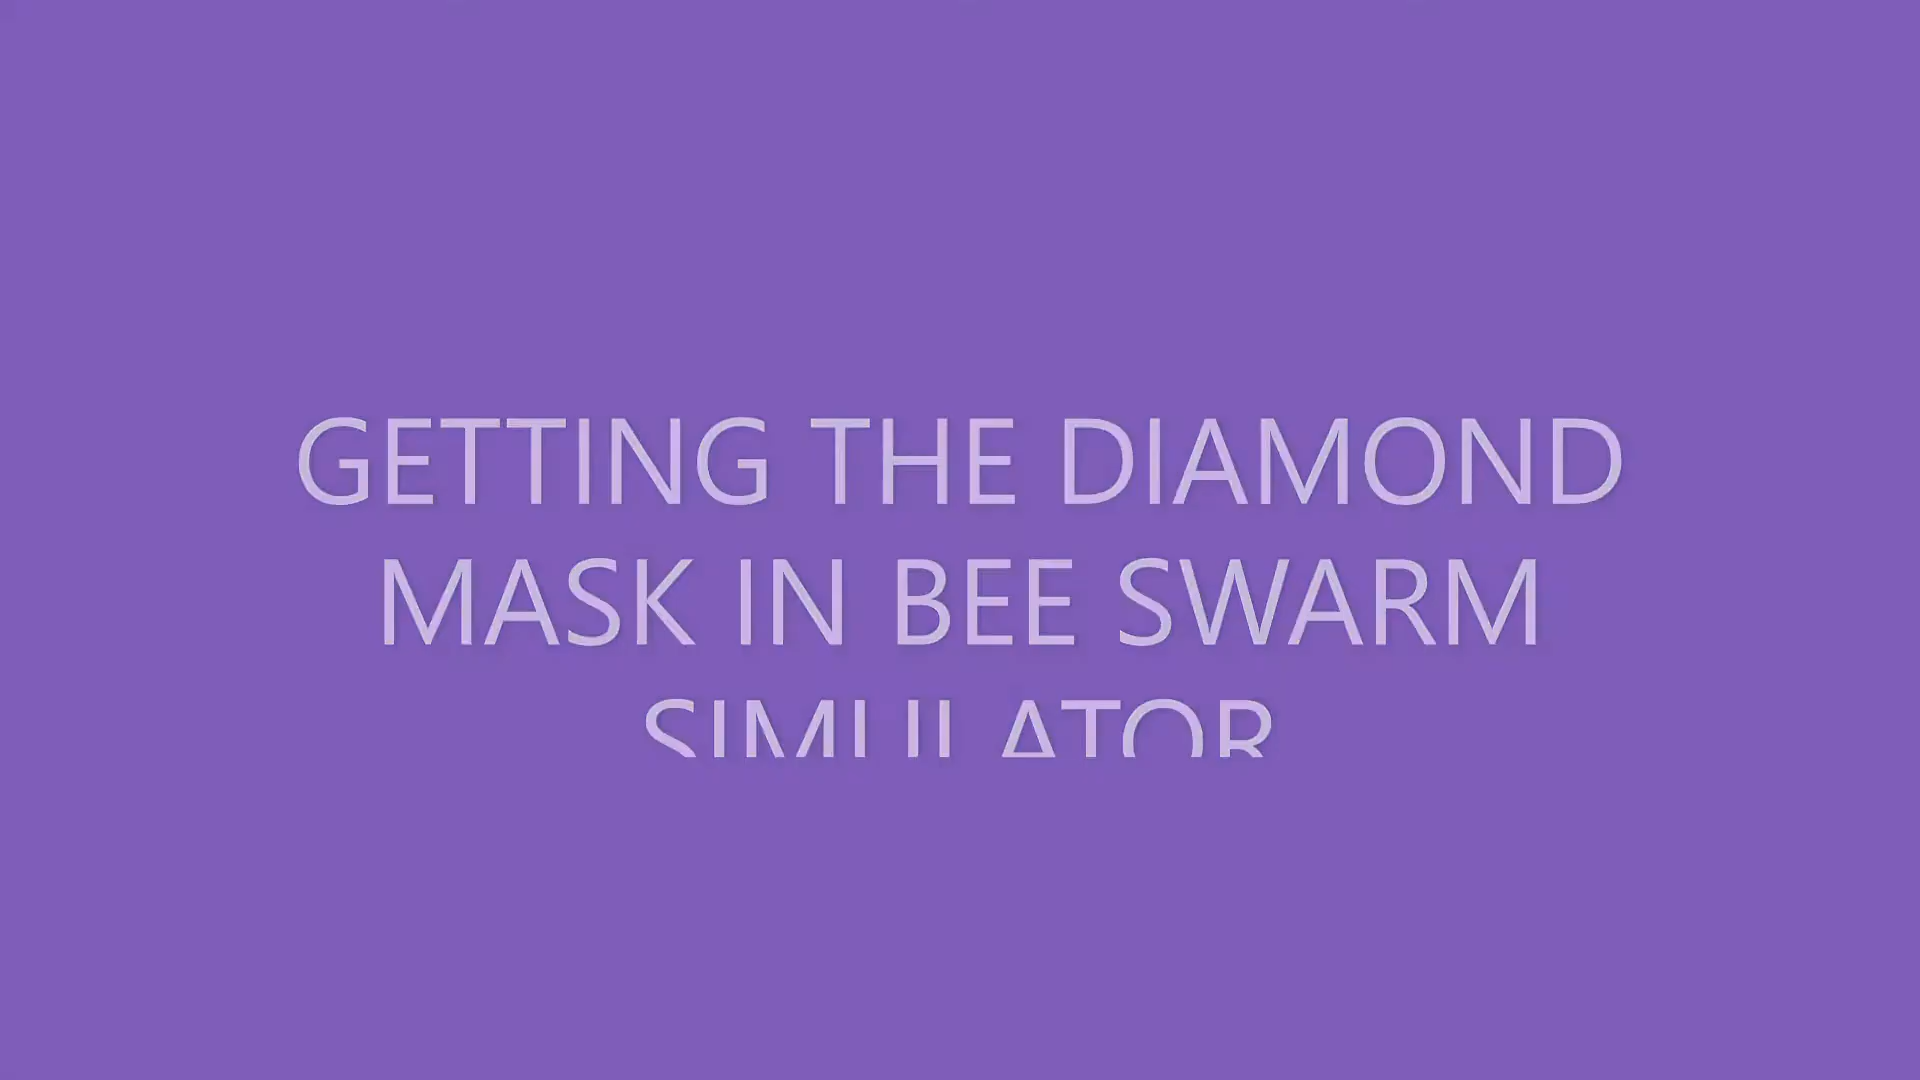 GETTING THE DIAMOND
MASK IN BEE SWARM
SIMULATOR